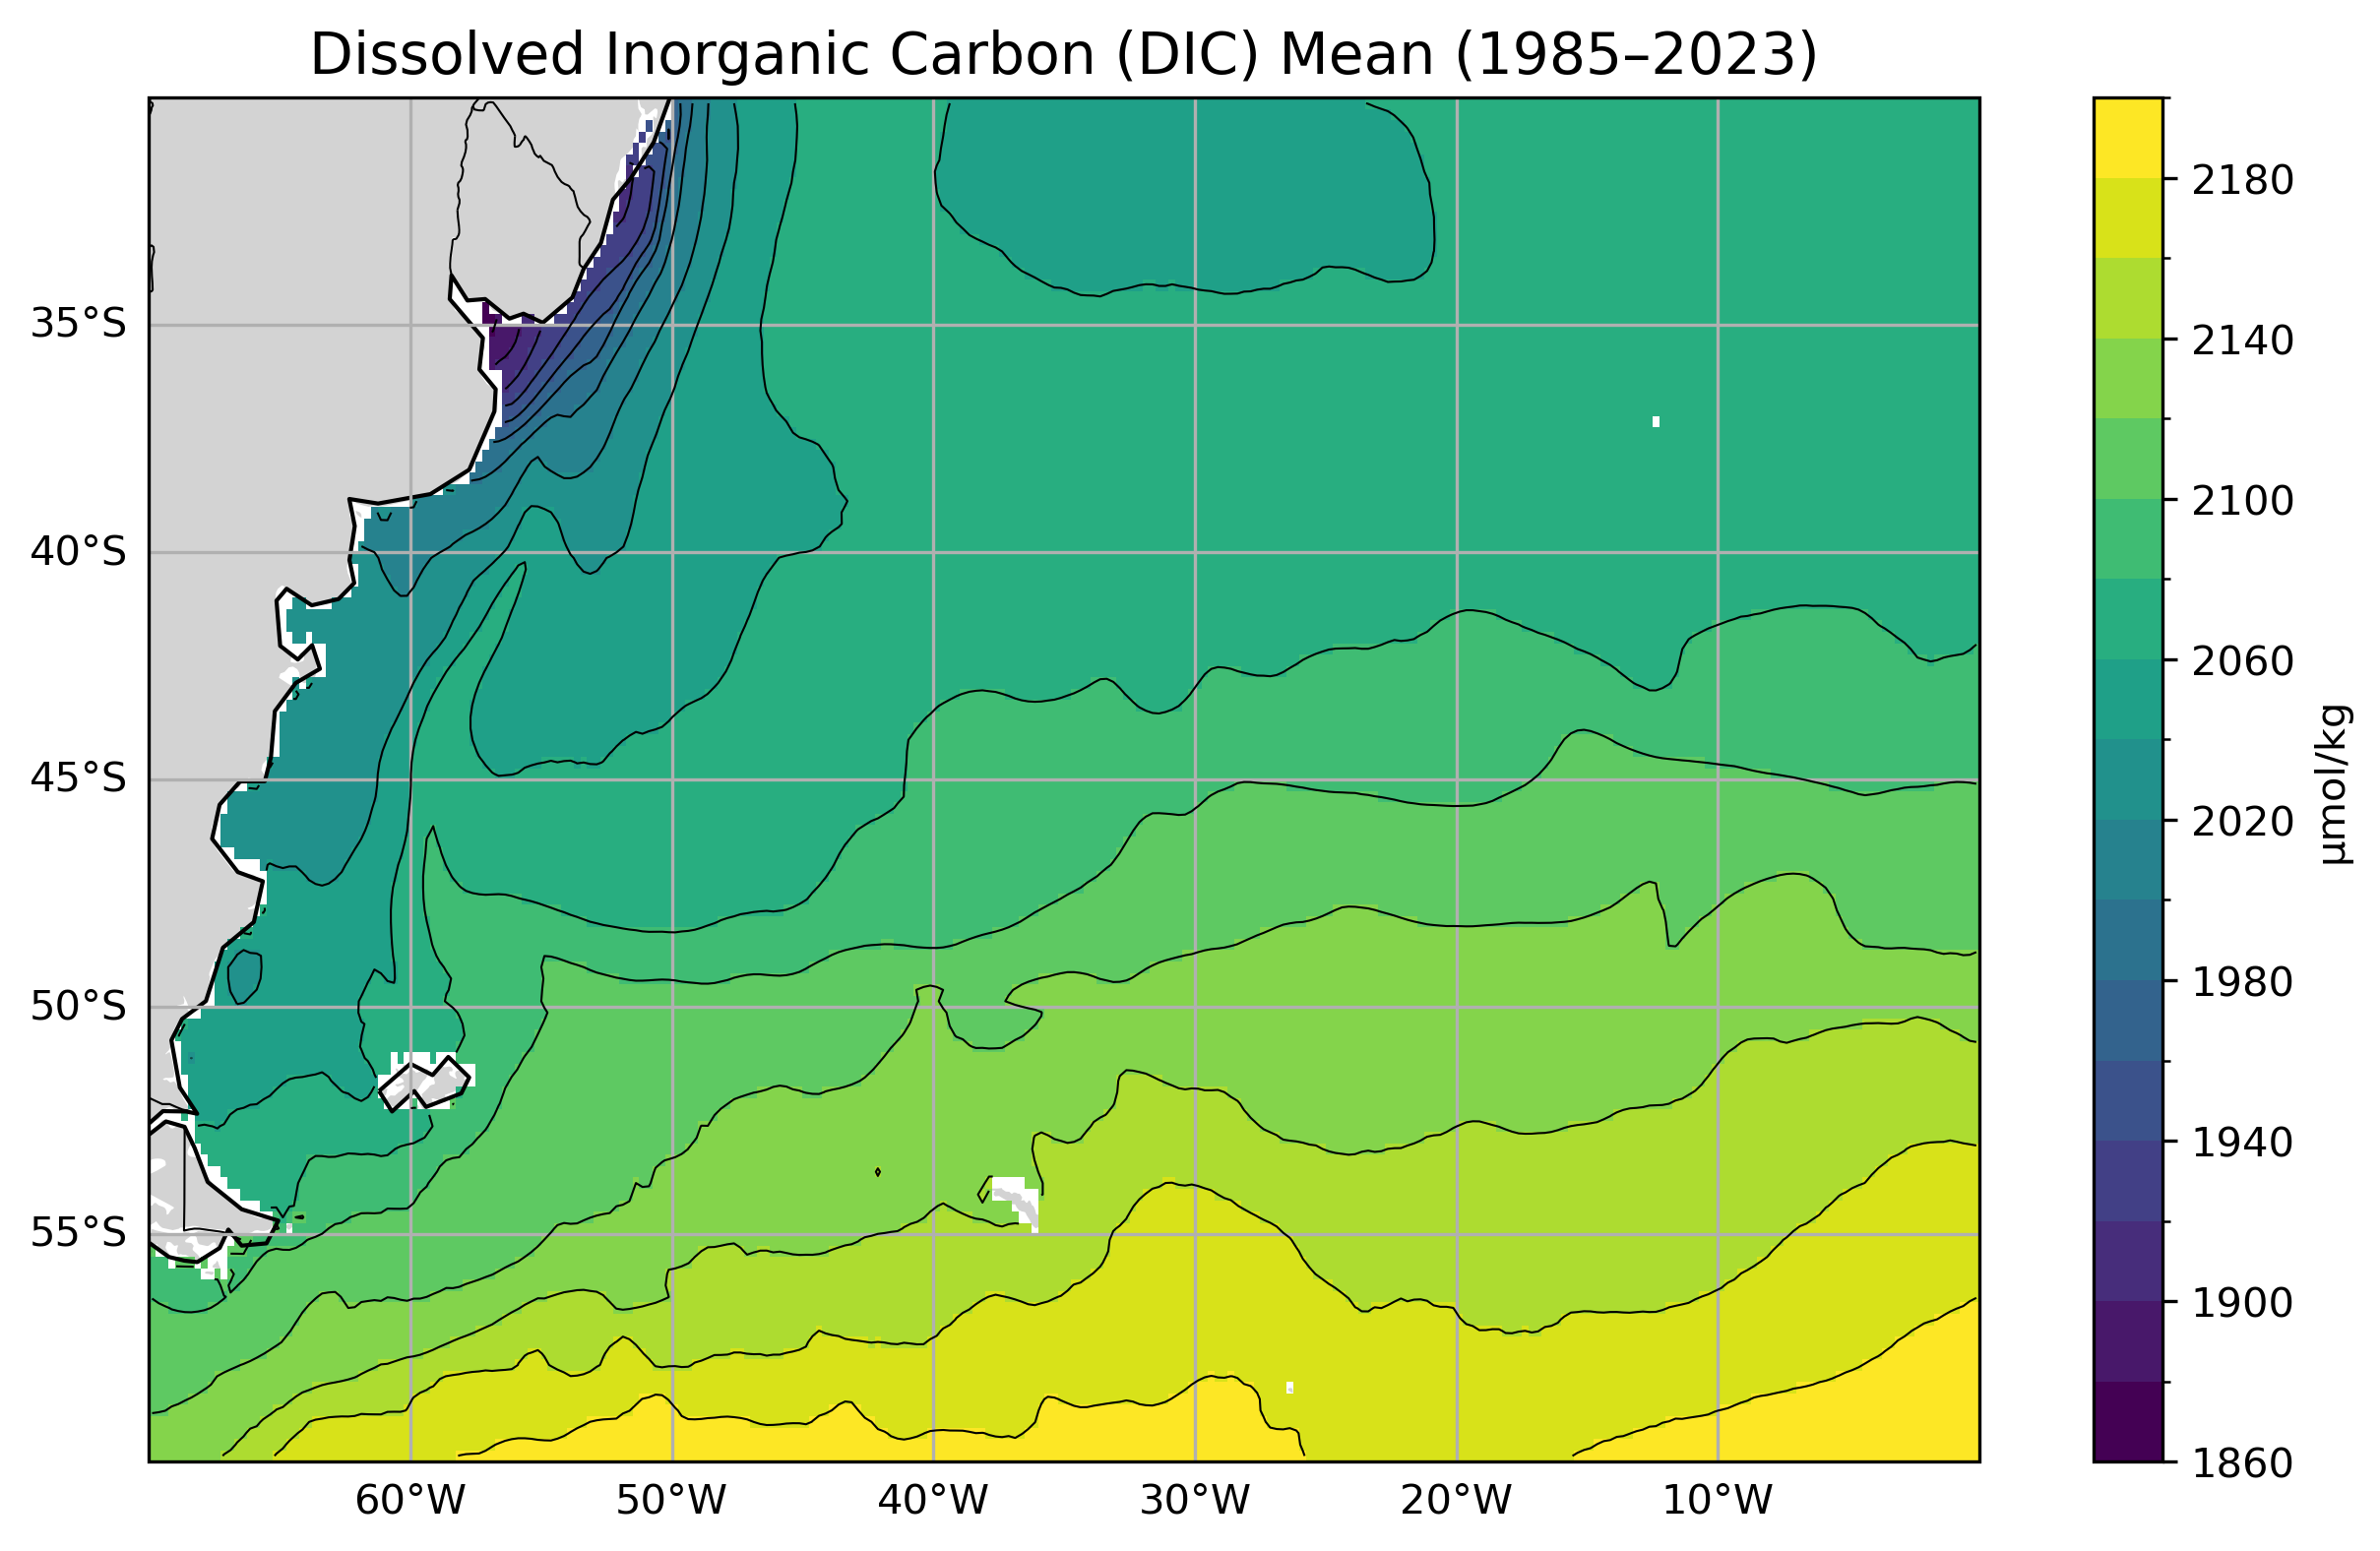 Dissolved Inorganic Carbon (DIC) Mean (1985–2023)
35°S
40°S
45°S
50°S
55°S
60°W
50°W
40°W
30°W
20°W
10°W
2180
2140
2100
2060
2020
1980
1940
1900
1860
µmol/kg